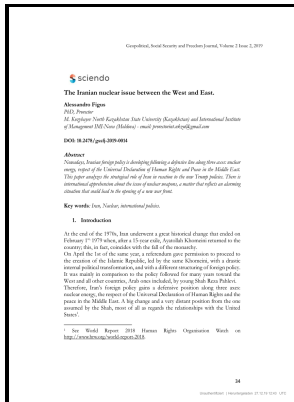 Geopolitical, Social Security and Freedom Journal, Volume 2 Issue 2, 2019
sciendo
The Iranian nuclear issue between the West and East.
Alessandro Figus
PhD, Prorector
M. Kozybayev North Kazakhstan State University (Kazakhstan) and International Institute
of Management IMI-Nova (Moldova) - email:
DOI: 10.2478/gssfj-2019-0014
Abstract
Nowadays, Iranian foreign policy is developing following a defensive line along three axes: nuclear
energy, respect of the Universal Declaration of Human Rights and Peace in the Middle East.
This paper analyzes the strategical role of Iran in reaction to the new Trump politics. There is
international apprehension about the issue of nuclear weapons, a matter that reflects an alarming
situation that could lead to the opening of a new war front.
Key words: Iran, Nuclear, international policies.
1. Introduction
At the end of the 1970s, Iran underwent a great historical change that ended on
February 1st 1979 when, after a 15-year exile, Ayatollah Khomeini returned to the
country; this, in fact, coincides with the fall of the monarchy.
On April the 1st of the same year, a referendum gave permission to proceed to
the creation of the Islamic Republic, led by the same Khomeini, with a drastic
internal political transformation, and with a different structuring of foreign policy.
It was mainly in comparison to the policy followed for many years toward the
West and all other countries, Arab ones included, by young Shah Reza Pahlevi.
Therefore, Iran's foreign policy gains a defensive position along three axes
nuclear energy, the respect of the Universal Declaration of Human Rights and the
peace in the Middle East. A big change and a very distant position from the one
assumed by the Shah, most of all as regards the relationships with the United
States1.
1 See World Report 2018 Human Rights Organisation Watch on
http://www.hrw.org/world-report-2018.
34